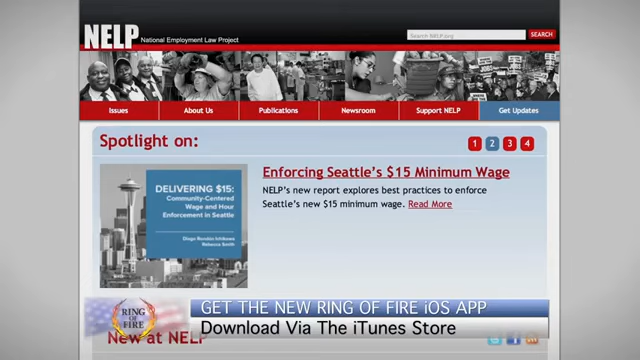 NELP National Employment Law Project
Search NELP.org SEARCH
Issues About Us Publications Newsroom Support NELP Get Updates
Spotlight on:
1 2 3 4
DELIVERING $15:
Community-Centered
Wage and Hour
Enforcement in Seattle
Rebecca Smith
Enforcing Seattle's $15 Minimum Wage
NELP's new report explores best practices to enforce
Seattle's new $15 minimum wage. Read More
RING
OF
FIRE
GET THE NEW RING OF FIRE iOS APP
Download Via The iTunes Store
New at NELP